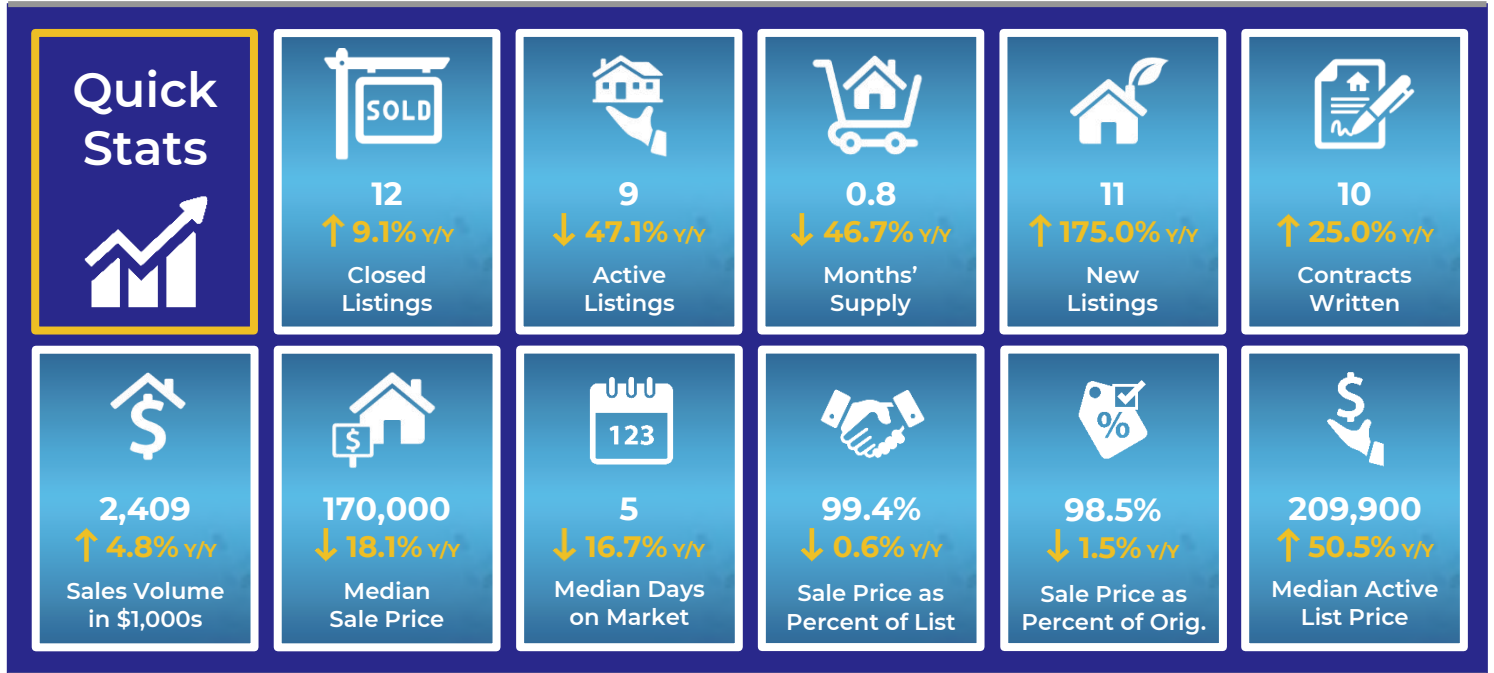 Quick
Stats
SOLD
12
↑ 9.1% Y/Y
Closed
Listings
9
↓ 47.1% Y/Y
Active
Listings
0.8
↓ 46.7% Y/Y
Months’
Supply
11
↑ 175.0% Y/Y
New
Listings
10
↑ 25.0% Y/Y
Contracts
Written
$
2,409
↑ 4.8% Y/Y
Sales Volume
in $1,000s
$
170,000
↓ 18.1% Y/Y
Median
Sale Price
123
5
↓ 16.7% Y/Y
Median Days
on Market
99.4%
↓ 0.6% Y/Y
Sale Price as
Percent of List
%
98.5%
↓ 1.5% Y/Y
Sale Price as
Percent of Orig.
$
209,900
↑ 50.5% Y/Y
Median Active
List Price